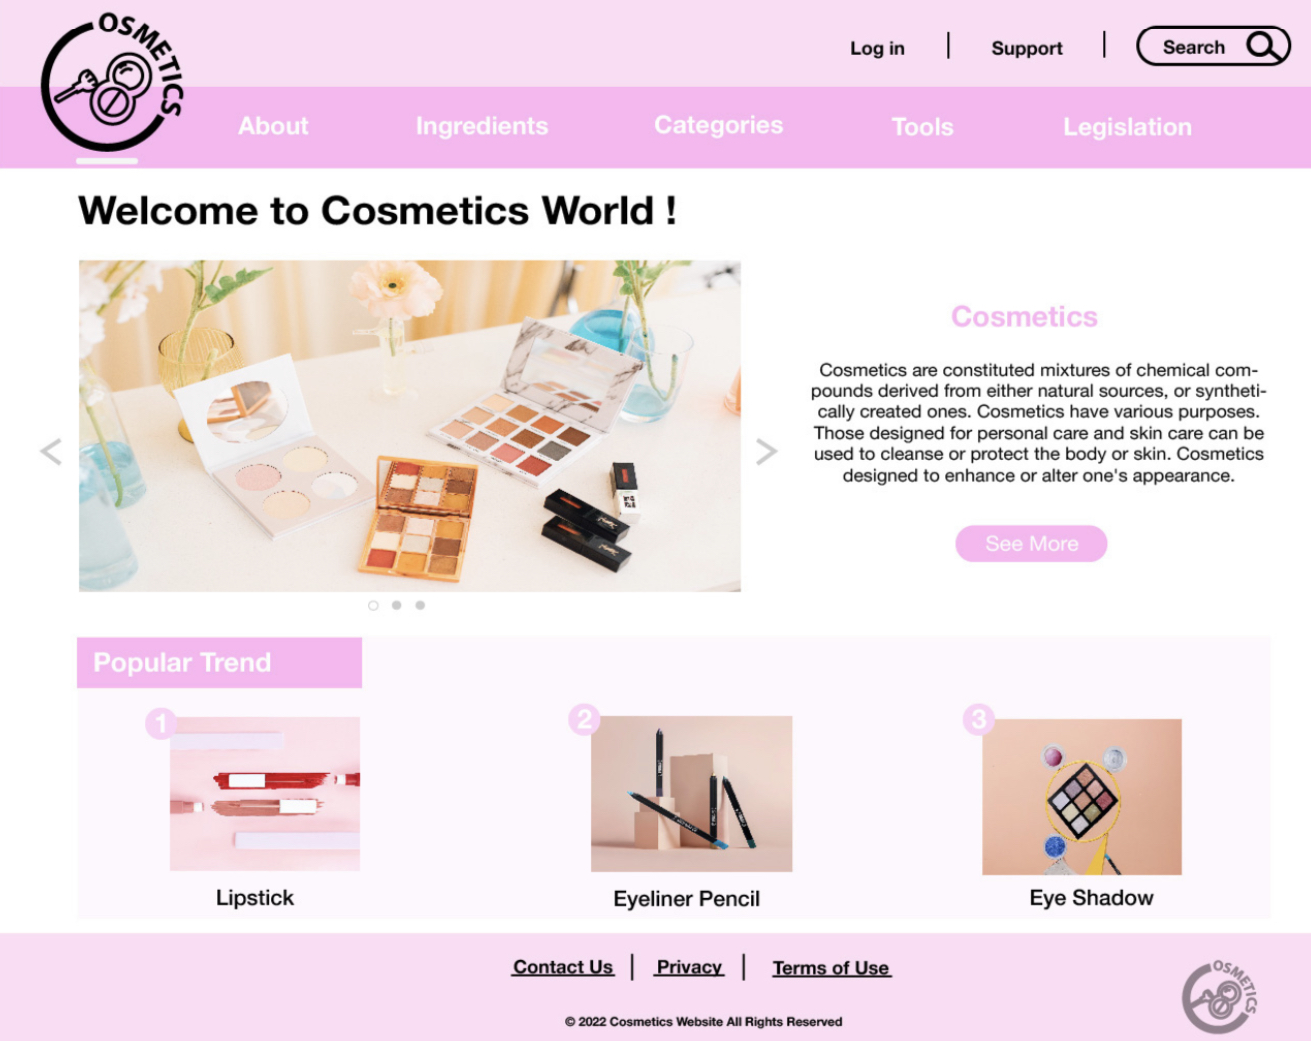 OSMETICS
Log in
Support
Search
About
Ingredients
Categories
Tools
Legislation
Welcome to Cosmetics World !
<
>
Cosmetics
Cosmetics are constituted mixtures of chemical com-
pounds derived from either natural sources, or syntheti-
cally created ones. Cosmetics have various purposes.
Those designed for personal care and skin care can be
used to cleanse or protect the body or skin. Cosmetics
designed to enhance or alter one's appearance.
See More
Popular Trend
1
2
3
Lipstick
Eyeliner Pencil
Eye Shadow
Contact Us | Privacy | Terms of Use
© 2022 Cosmetics Website All Rights Reserved
OSMETICS